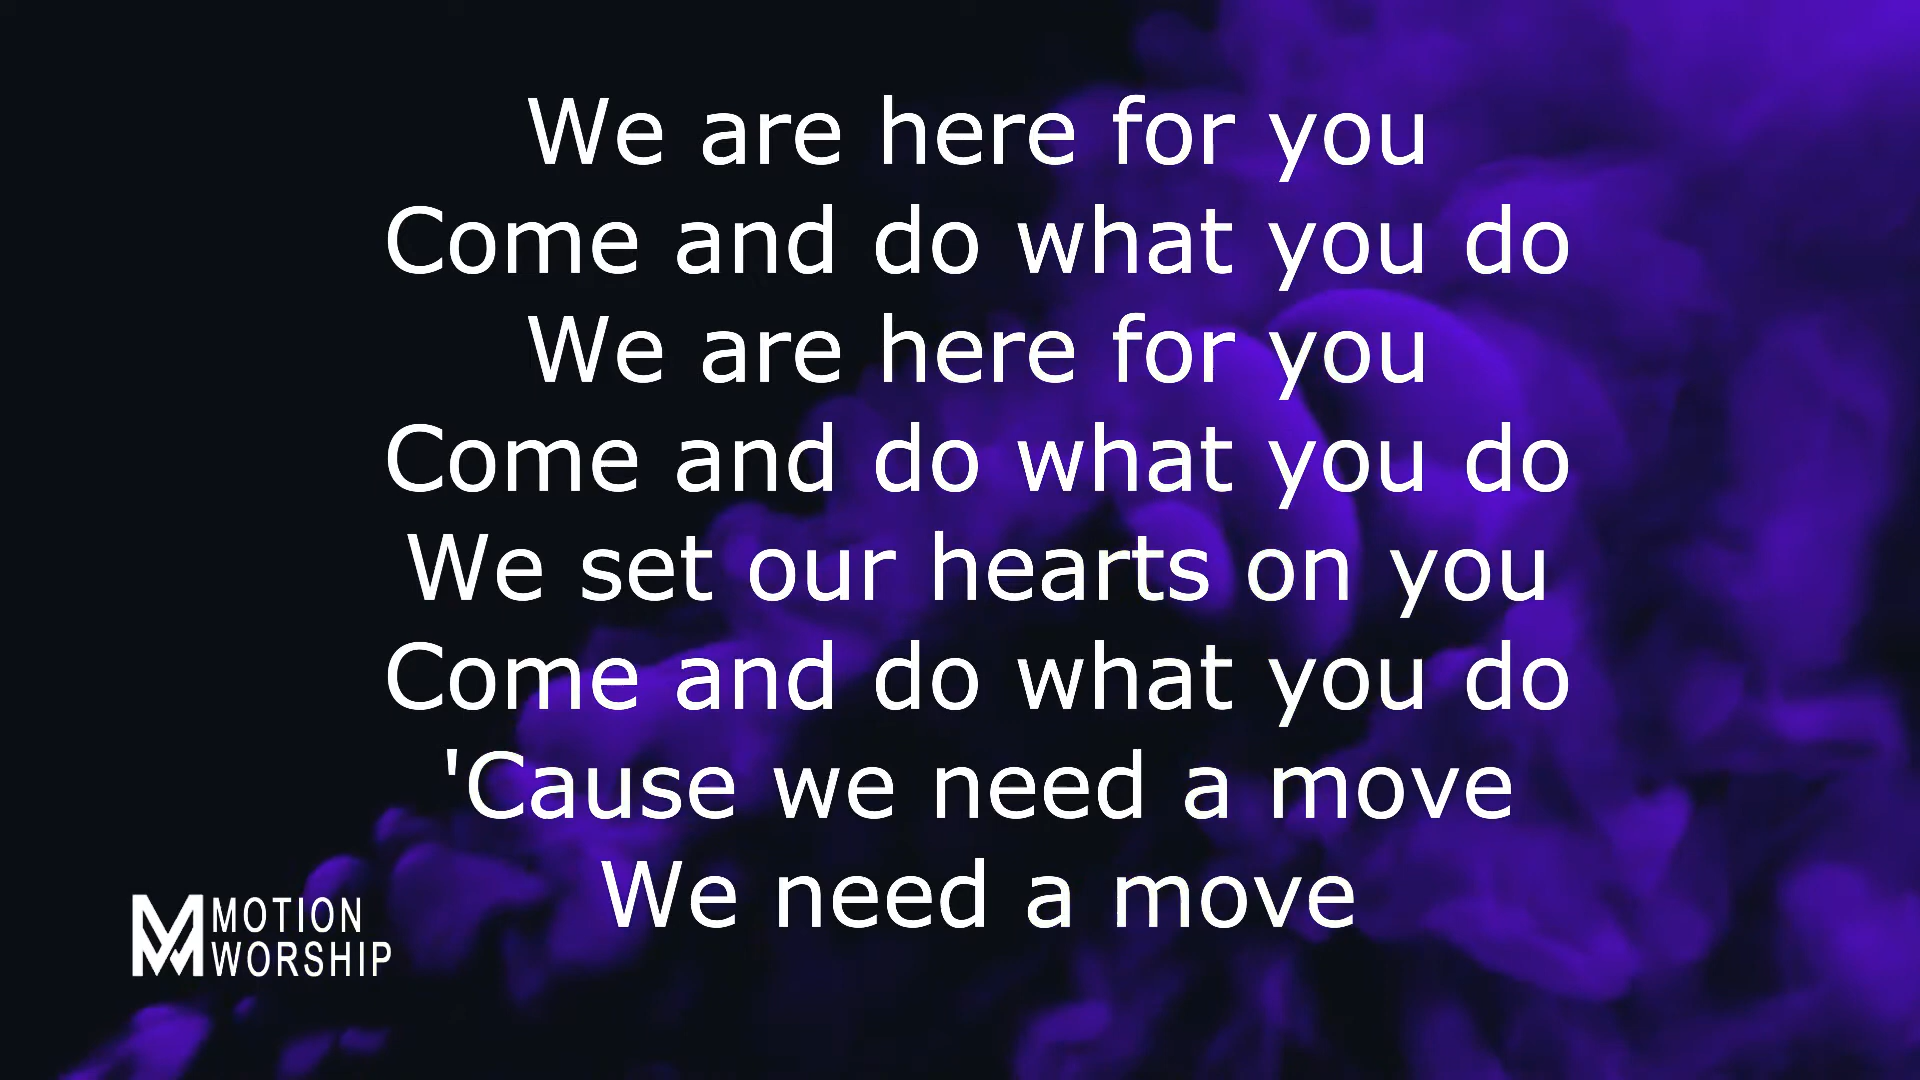 We are here for you
Come and do what you do
We are here for you
Come and do what you do
We set our hearts on you
Come and do what you do
'Cause we need a move
We need a move
MOTION
WORSHIP